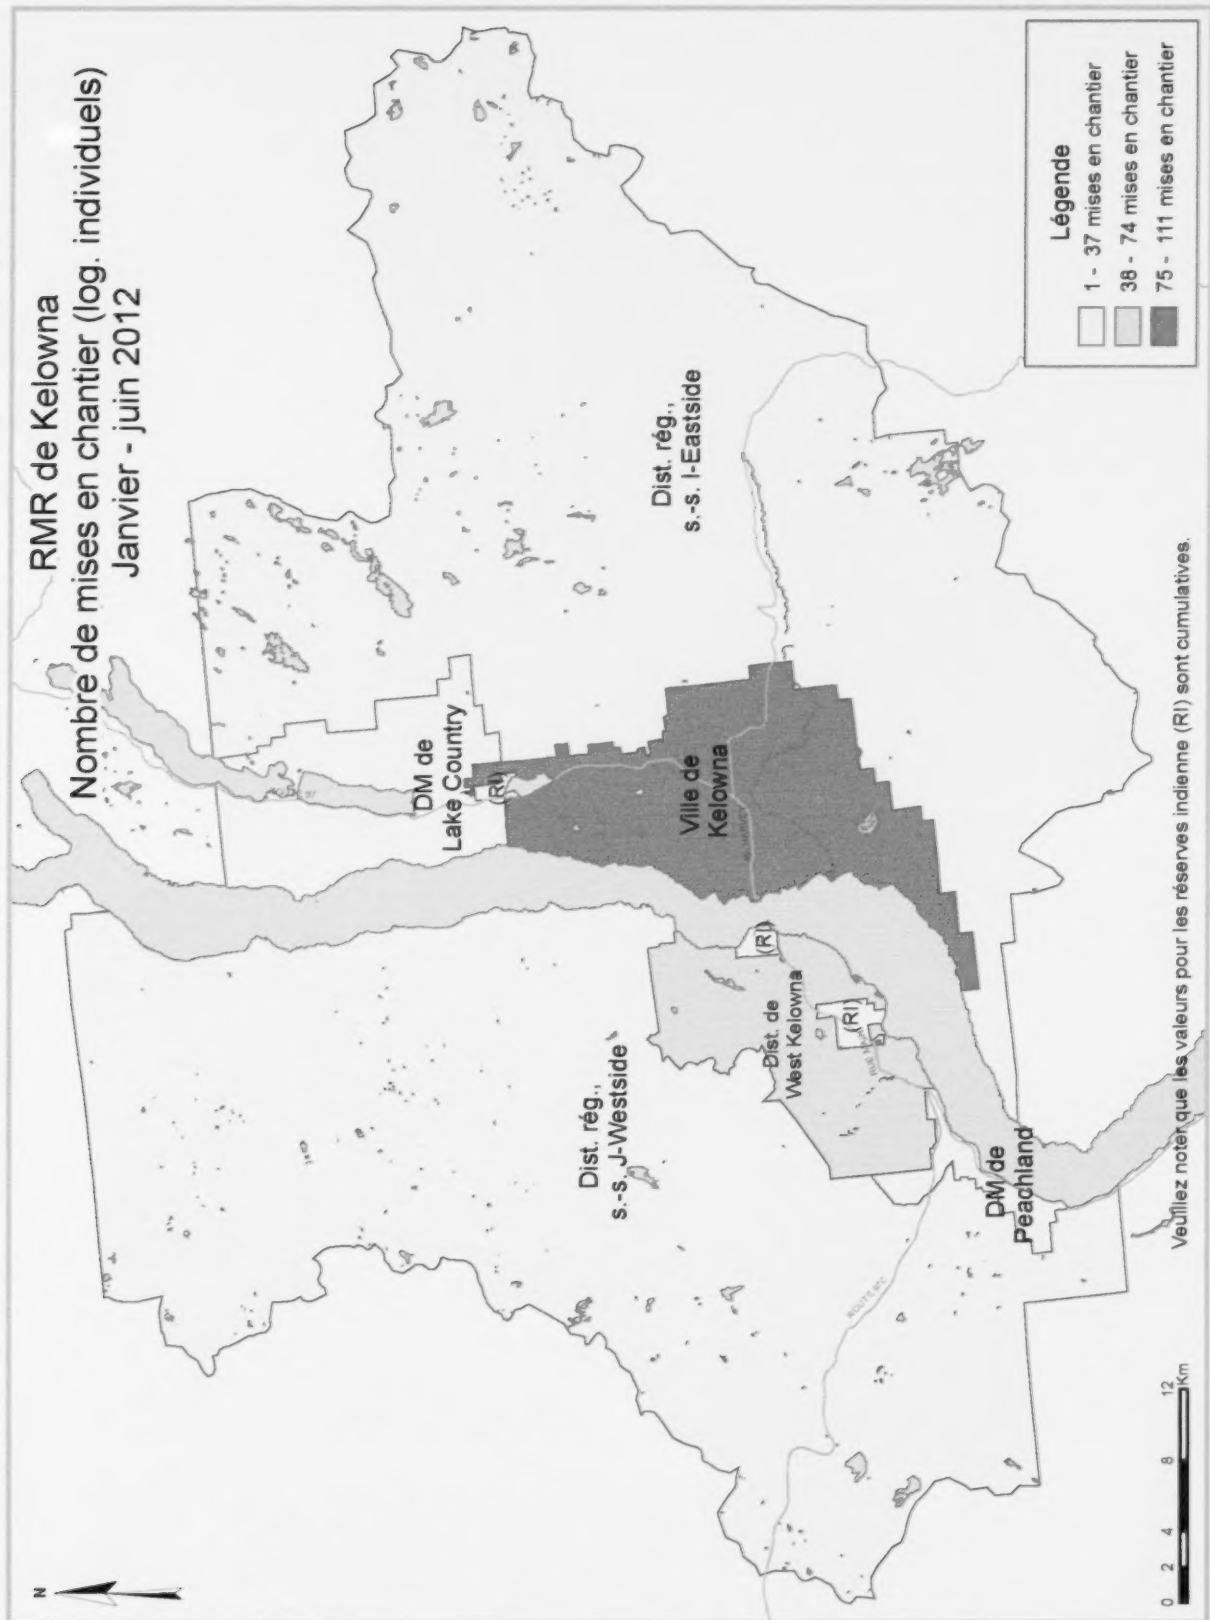 RMR de Kelowna
Nombre de mises en chantier (log. individuels)
Janvier - juin 2012
N
DM de
Lake Country
(RI)
Ville de
Kelowna
Dist. rég.,
s.-s. I-Eastside
Dist. rég.,
s.-s. J-Westside
(RI)
Dist. de
West Kelowna
(RI)
DM de
Peachland
ROUTE 97C
Légende
1 - 37 mises en chantier
38 - 74 mises en chantier
75 - 111 mises en chantier
0 2 4 8 12
Km
Veuillez noter que les valeurs pour les réserves indienne (RI) sont cumulatives.